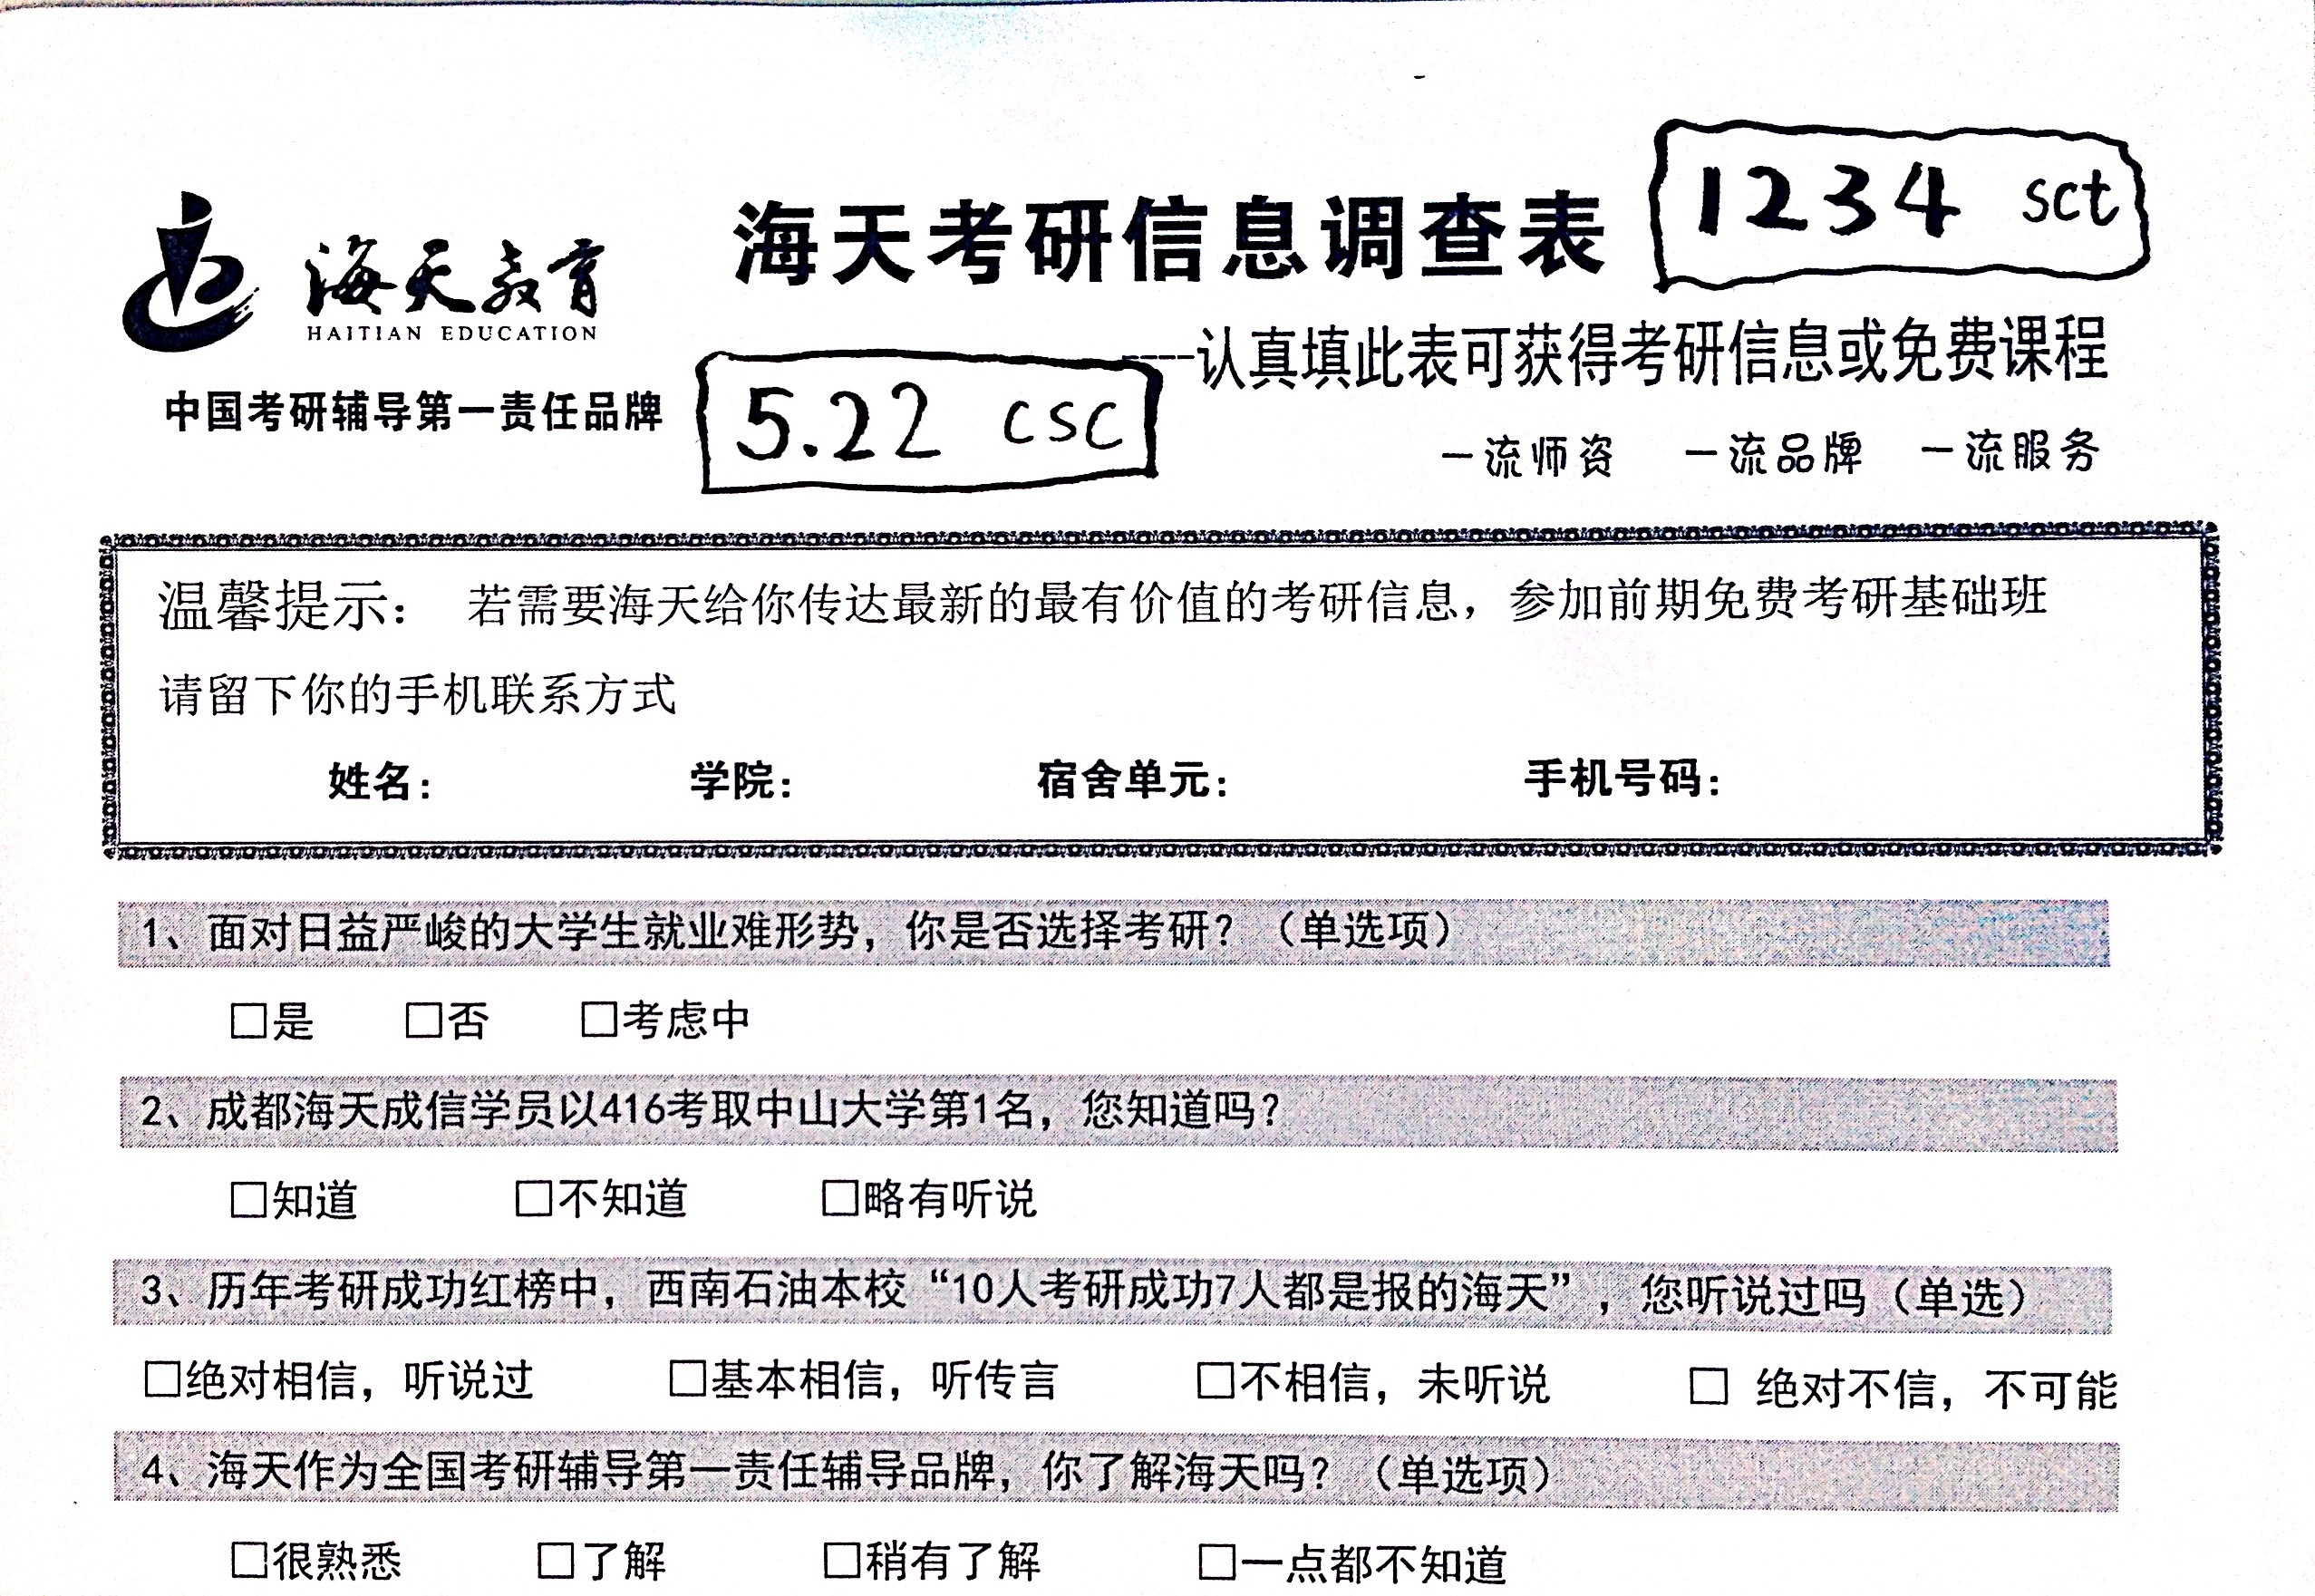 海天考研信息调查表
1234 sct
海天教育
HAITIAN EDUCATION
----认真填此表可获得考研信息或免费课程
中国考研辅导第一责任品牌
5.22 csc
一流师资 一流品牌 一流服务
温馨提示： 若需要海天给你传达最新的最有价值的考研信息，参加前期免费考研基础班
请留下你的手机联系方式
姓名： 学院： 宿舍单元： 手机号码：
1、面对日益严峻的大学生就业难形势，你是否选择考研？（单选项）
□是 □否 □考虑中
2、成都海天成信学员以416考取中山大学第1名，您知道吗？
□知道 □不知道 □略有听说
3、历年考研成功红榜中，西南石油本校“10人考研成功7人都是报的海天”，您听说过吗（单选）
□绝对相信，听说过 □基本相信，听传言 □不相信，未听说 □ 绝对不信，不可能
4、海天作为全国考研辅导第一责任辅导品牌，你了解海天吗？（单选项）
□很熟悉 □了解 □稍有了解 □一点都不知道